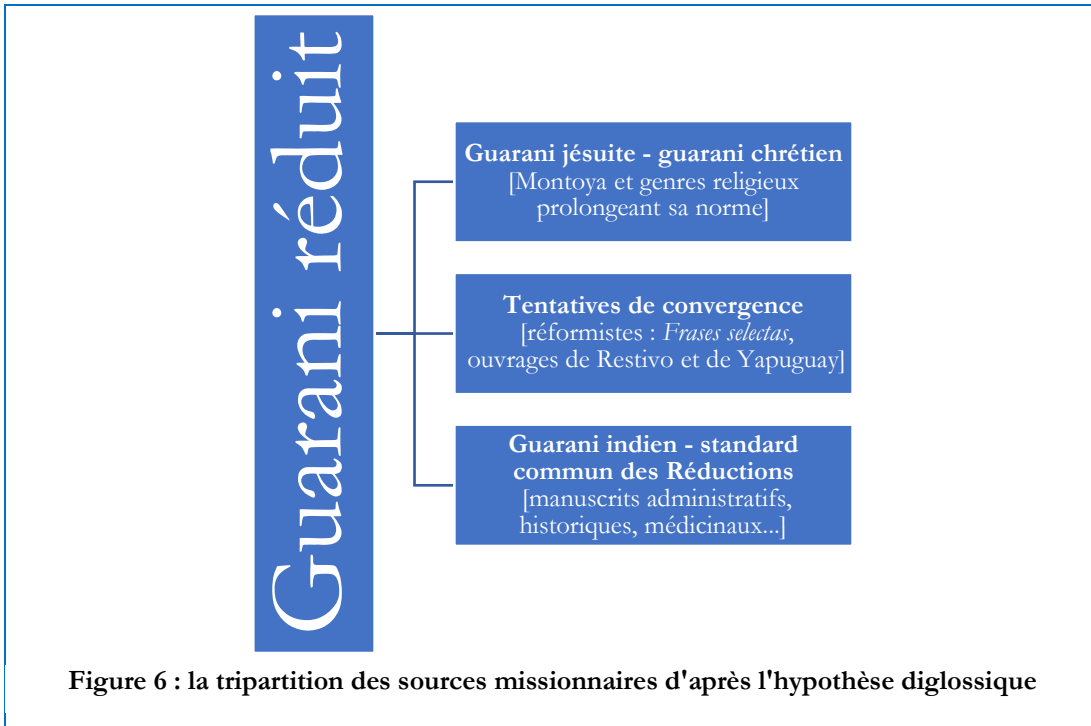 Guarani réduit
Guarani jésuite - guarani chrétien
[Montoya et genres religieux
prolongeant sa norme]
Tentatives de convergence
[réformistes : Frases selectas,
ouvrages de Restivo et de Yapuguay]
Guarani indien - standard
commun des Réductions
[manuscrits administratifs,
historiques, médicinaux...]
Figure 6 : la tripartition des sources missionnaires d'après l'hypothèse diglossique